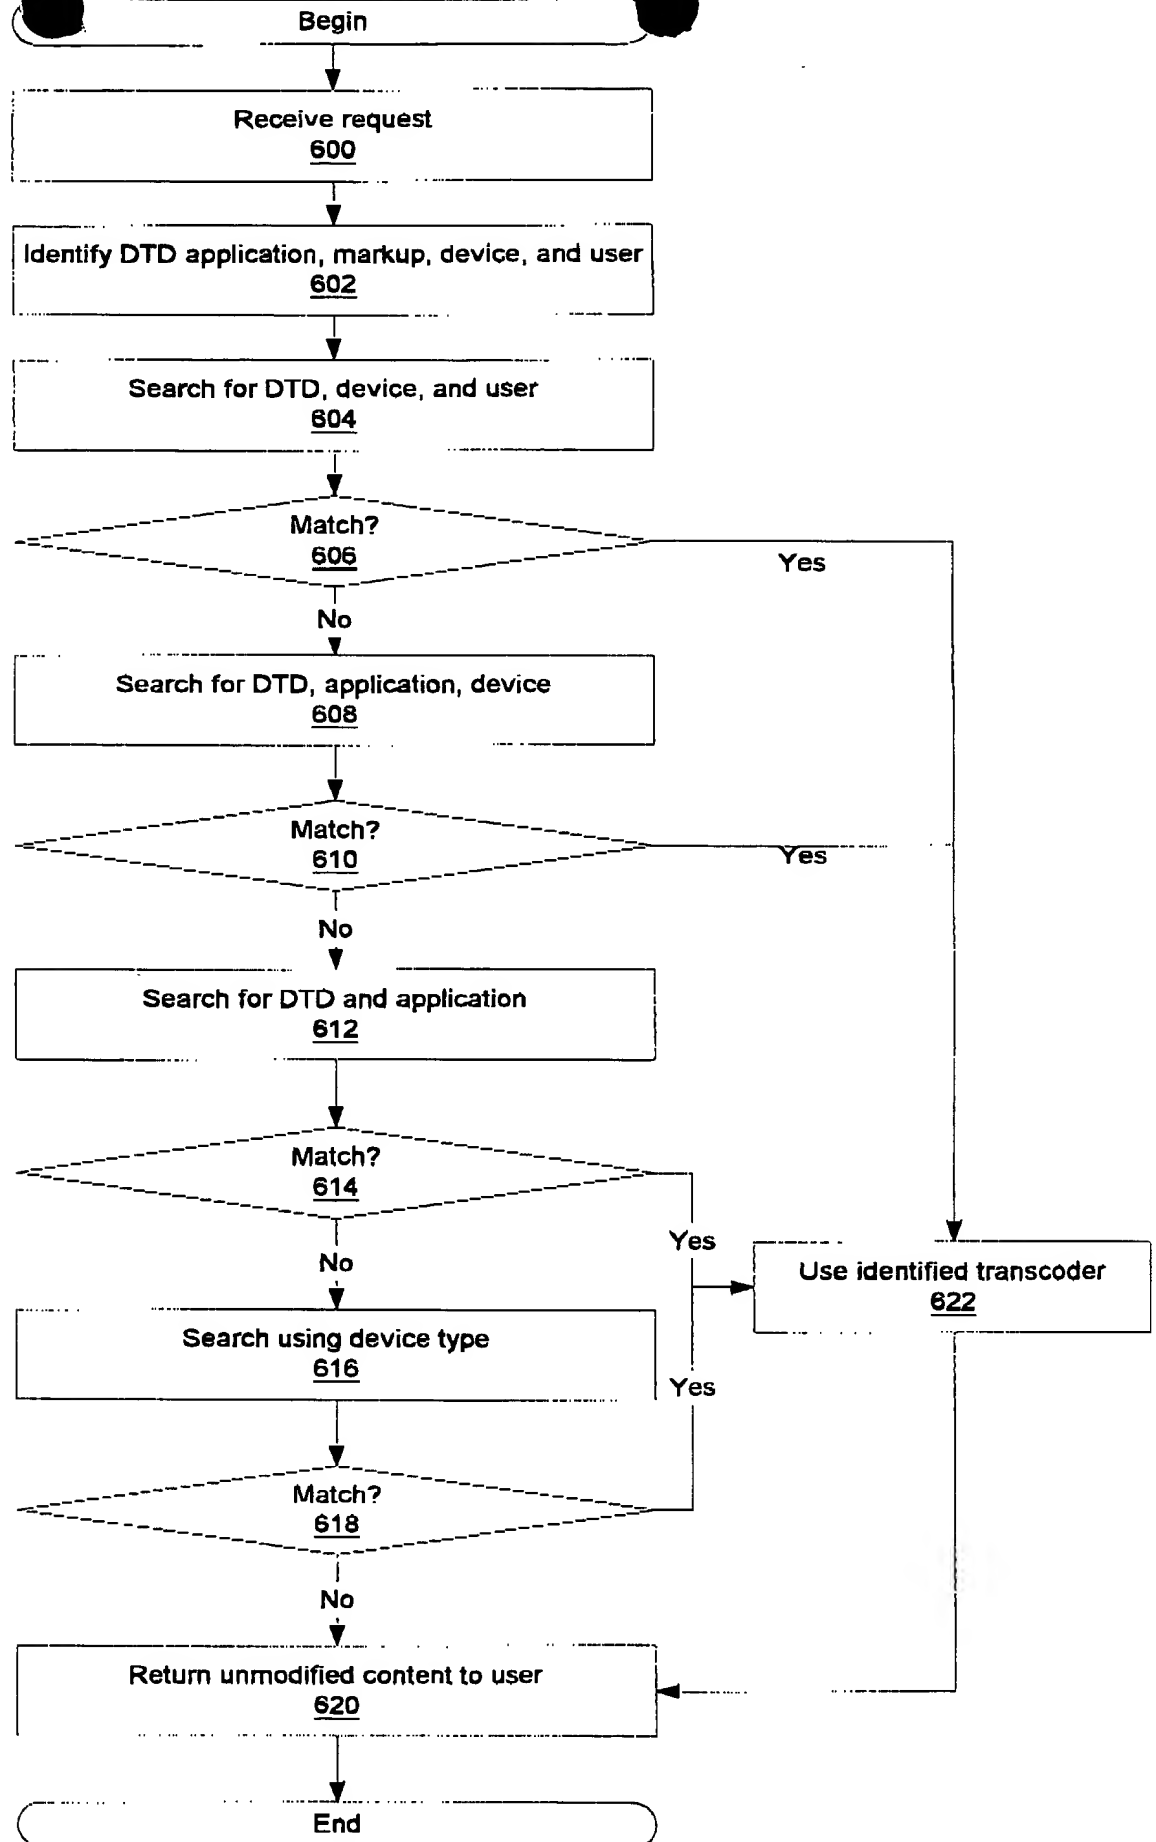 Begin
Receive request
600
Identify DTD application, markup, device, and user
602
Search for DTD, device, and user
604
Match?
606
Yes
No
Search for DTD, application, device
608
Match?
610
Yes
No
Search for DTD and application
612
Match?
614
Yes
No
Use identified transcoder
622
Search using device type
616
Yes
Match?
618
No
Return unmodified content to user
620
End